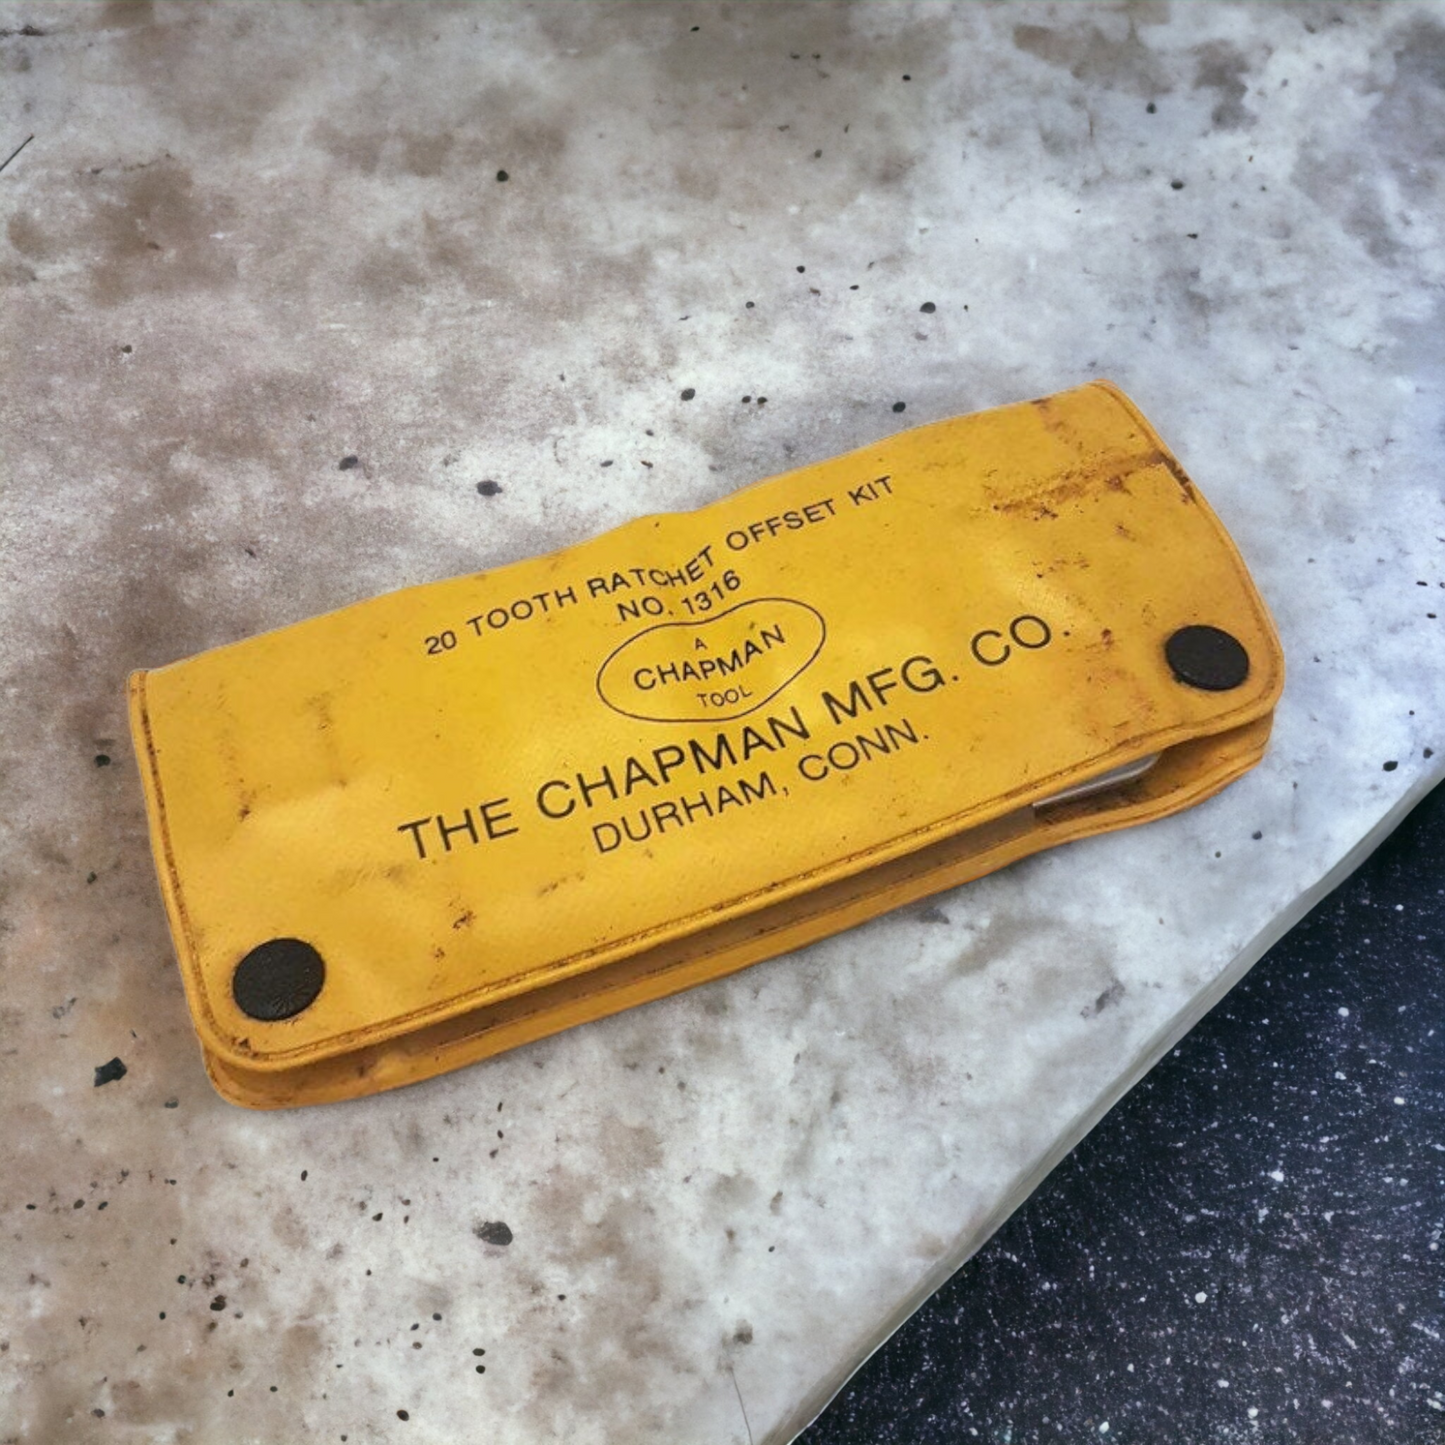 20 TOOTH RATCHET OFFSET KIT
NO. 1316
A
CHAPMAN
TOOL
THE CHAPMAN MFG. CO.
DURHAM, CONN.